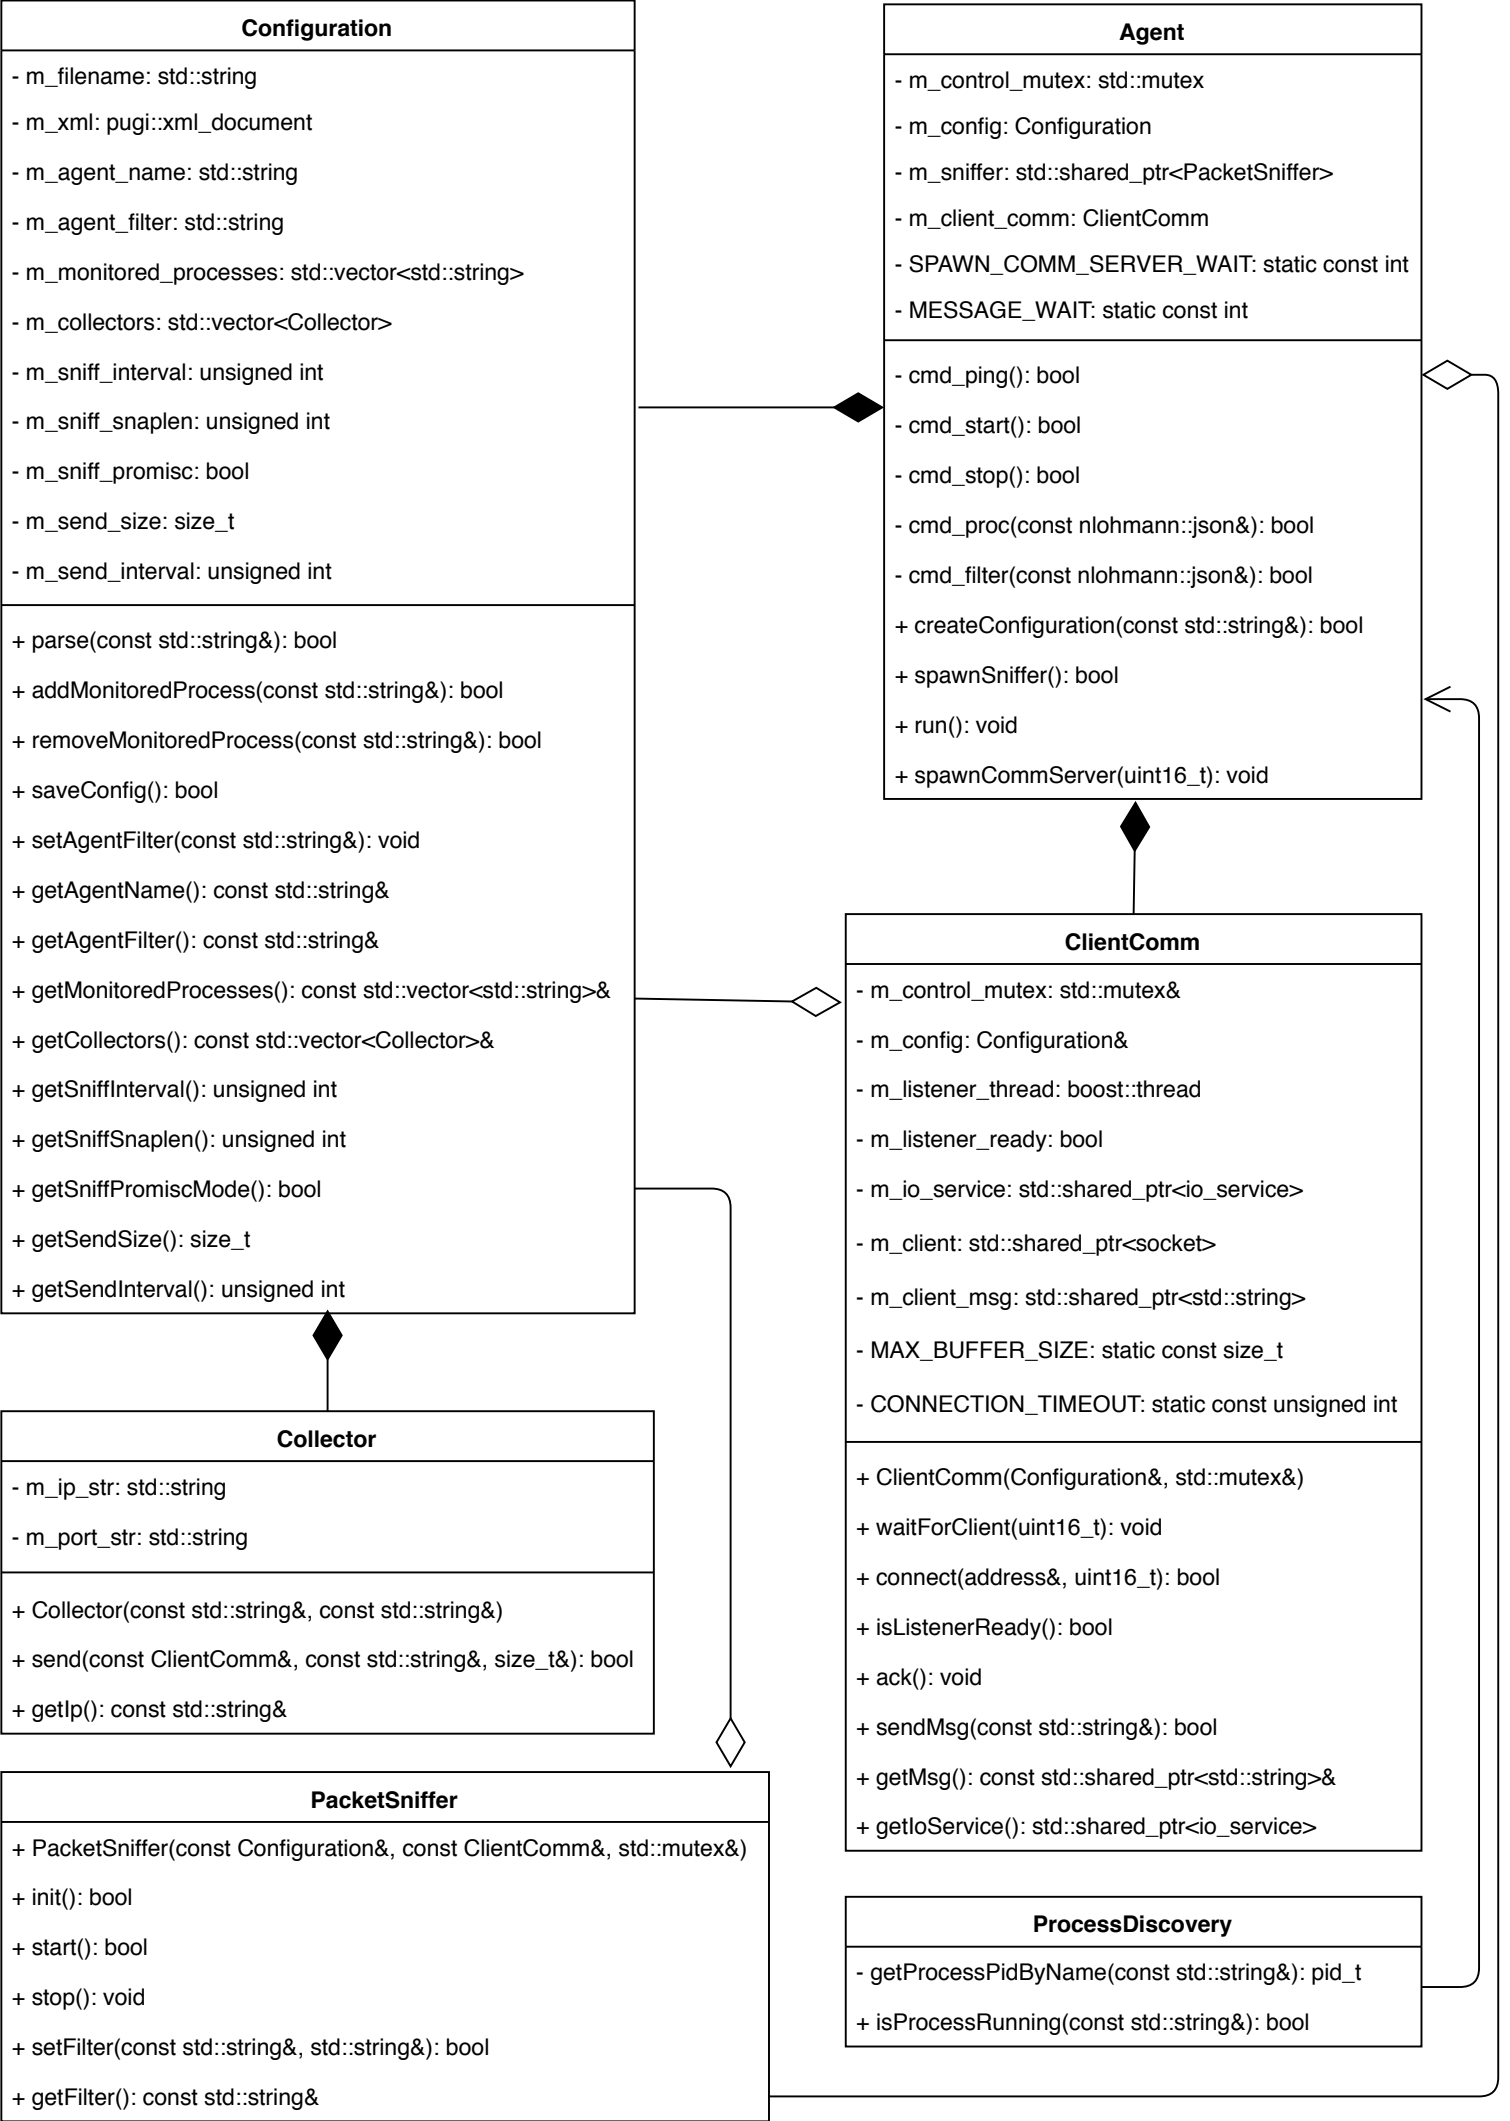 Configuration
- m_filename: std::string
- m_xml: pugi::xml_document
- m_agent_name: std::string
- m_agent_filter: std::string
- m_monitored_processes: std::vector<std::string>
- m_collectors: std::vector<Collector>
- m_sniff_interval: unsigned int
- m_sniff_snaplen: unsigned int
- m_sniff_promisc: bool
- m_send_size: size_t
- m_send_interval: unsigned int
+ parse(const std::string&): bool
+ addMonitoredProcess(const std::string&): bool
+ removeMonitoredProcess(const std::string&): bool
+ saveConfig(): bool
+ setAgentFilter(const std::string&): void
+ getAgentName(): const std::string&
+ getAgentFilter(): const std::string&
+ getMonitoredProcesses(): const std::vector<std::string>&
+ getCollectors(): const std::vector<Collector>&
+ getSniffInterval(): unsigned int
+ getSniffSnaplen(): unsigned int
+ getSniffPromiscMode(): bool
+ getSendSize(): size_t
+ getSendInterval(): unsigned int
Agent
- m_control_mutex: std::mutex
- m_config: Configuration
- m_sniffer: std::shared_ptr<PacketSniffer>
- m_client_comm: ClientComm
- SPAWN_COMM_SERVER_WAIT: static const int
- MESSAGE_WAIT: static const int
- cmd_ping(): bool
- cmd_start(): bool
- cmd_stop(): bool
- cmd_proc(const nlohmann::json&): bool
- cmd_filter(const nlohmann::json&): bool
+ createConfiguration(const std::string&): bool
+ spawnSniffer(): bool
+ run(): void
+ spawnCommServer(uint16_t): void
ClientComm
- m_control_mutex: std::mutex&
- m_config: Configuration&
- m_listener_thread: boost::thread
- m_listener_ready: bool
- m_io_service: std::shared_ptr<io_service>
- m_client: std::shared_ptr<socket>
- m_client_msg: std::shared_ptr<std::string>
- MAX_BUFFER_SIZE: static const size_t
- CONNECTION_TIMEOUT: static const unsigned int
+ ClientComm(Configuration&, std::mutex&)
+ waitForClient(uint16_t): void
+ connect(address&, uint16_t): bool
+ isListenerReady(): bool
+ ack(): void
+ sendMsg(const std::string&): bool
+ getMsg(): const std::shared_ptr<std::string>&
+ getIoService(): std::shared_ptr<io_service>
Collector
- m_ip_str: std::string
- m_port_str: std::string
+ Collector(const std::string&, const std::string&)
+ send(const ClientComm&, const std::string&, size_t&): bool
+ getIp(): const std::string&
PacketSniffer
+ PacketSniffer(const Configuration&, const ClientComm&, std::mutex&)
+ init(): bool
+ start(): bool
+ stop(): void
+ setFilter(const std::string&, std::string&): bool
+ getFilter(): const std::string&
ProcessDiscovery
- getProcessPidByName(const std::string&): pid_t
+ isProcessRunning(const std::string&): bool